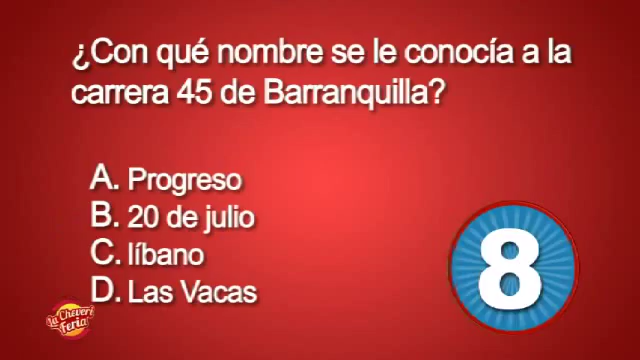 ¿Con qué nombre se le conocía a la
carrera 45 de Barranquilla?
A. Progreso
B. 20 de julio
C. líbano
D. Las Vacas
8
La Cheveré
Feria